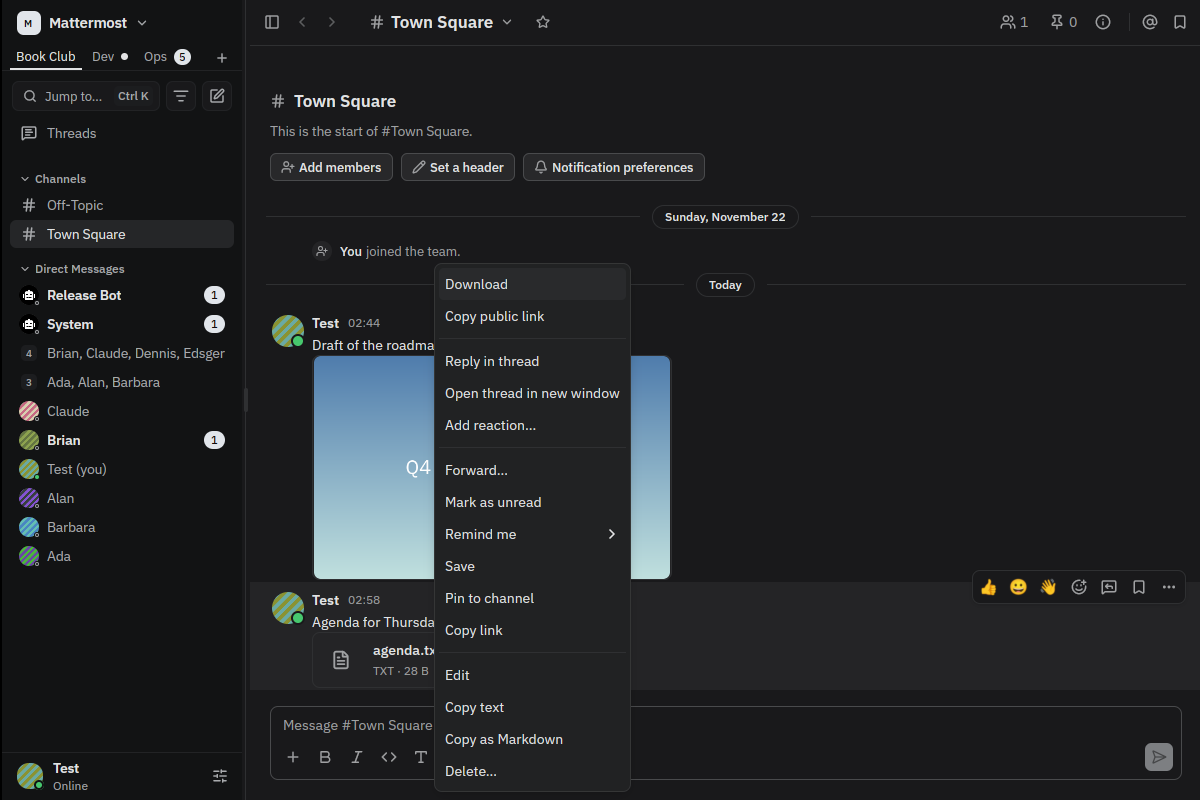 M Mattermost
Book Club Dev Ops 5
Jump to... Ctrl K
Threads
Channels
Off-Topic
Town Square
Direct Messages
Release Bot 1
System 1
4 Brian, Claude, Dennis, Edsger
3 Ada, Alan, Barbara
Claude
Brian 1
Test (you)
Alan
Barbara
Ada
Test
Online
# Town Square
1
0
# Town Square
This is the start of #Town Square.
Add members Set a header Notification preferences
Sunday, November 22
You joined the team.
Today
Test 02:44
Draft of the roadma
Q4
Test 02:58
Agenda for Thursda
agenda.tx
TXT · 28 B
Message #Town Square
B I <> T
Download
Copy public link
Reply in thread
Open thread in new window
Add reaction...
Forward...
Mark as unread
Remind me
Save
Pin to channel
Copy link
Edit
Copy text
Copy as Markdown
Delete...